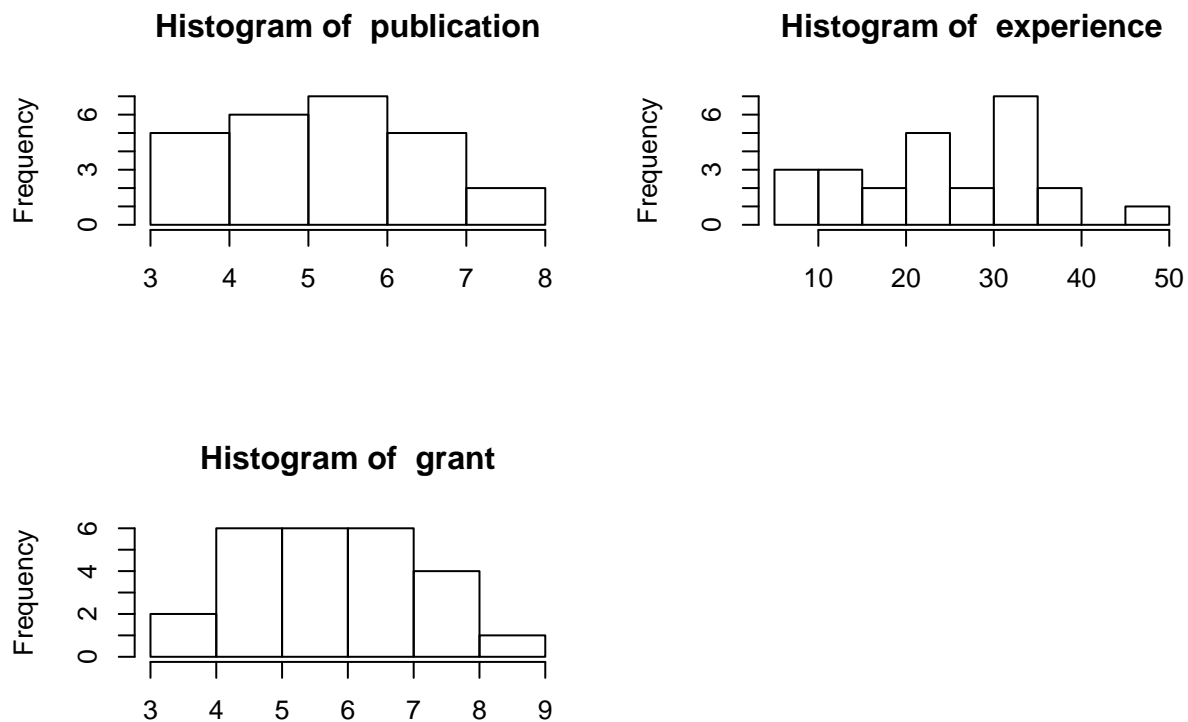 Histogram of  publication
Frequency
0 3 6
3 4 5 6 7 8
Histogram of  experience
Frequency
0 3 6
10 20 30 40 50
Histogram of  grant
Frequency
0 2 4 6
3 4 5 6 7 8 9